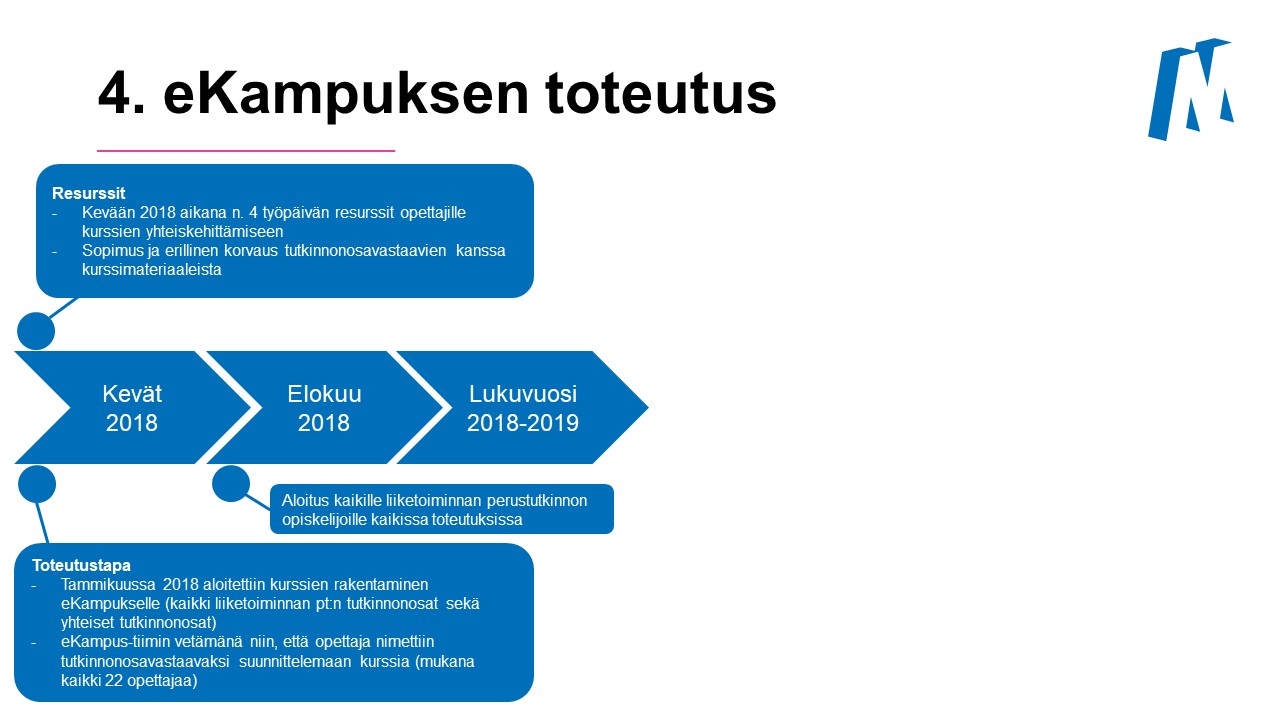 4. eKampuksen toteutus
Resurssit
- Kevään 2018 aikana n. 4 työpäivän resurssit opettajille
kurssien yhteiskehittämiseen
- Sopimus ja erillinen korvaus tutkinnonosavastaavien kanssa
kurssimateriaaleista
Kevät
2018
Elokuu
2018
Lukuvuosi
2018-2019
Aloitus kaikille liiketoiminnan perustutkinnon
opiskelijoille kaikissa toteutuksissa
Toteutustapa
- Tammikuussa 2018 aloitettiin kurssien rakentaminen
eKampukselle (kaikki liiketoiminnan pt:n tutkinnonosat sekä
yhteiset tutkinnonosat)
- eKampus-tiimin vetämänä niin, että opettaja nimettiin
tutkinnonosavastaavaksi suunnittelemaan kurssia (mukana
kaikki 22 opettajaa)